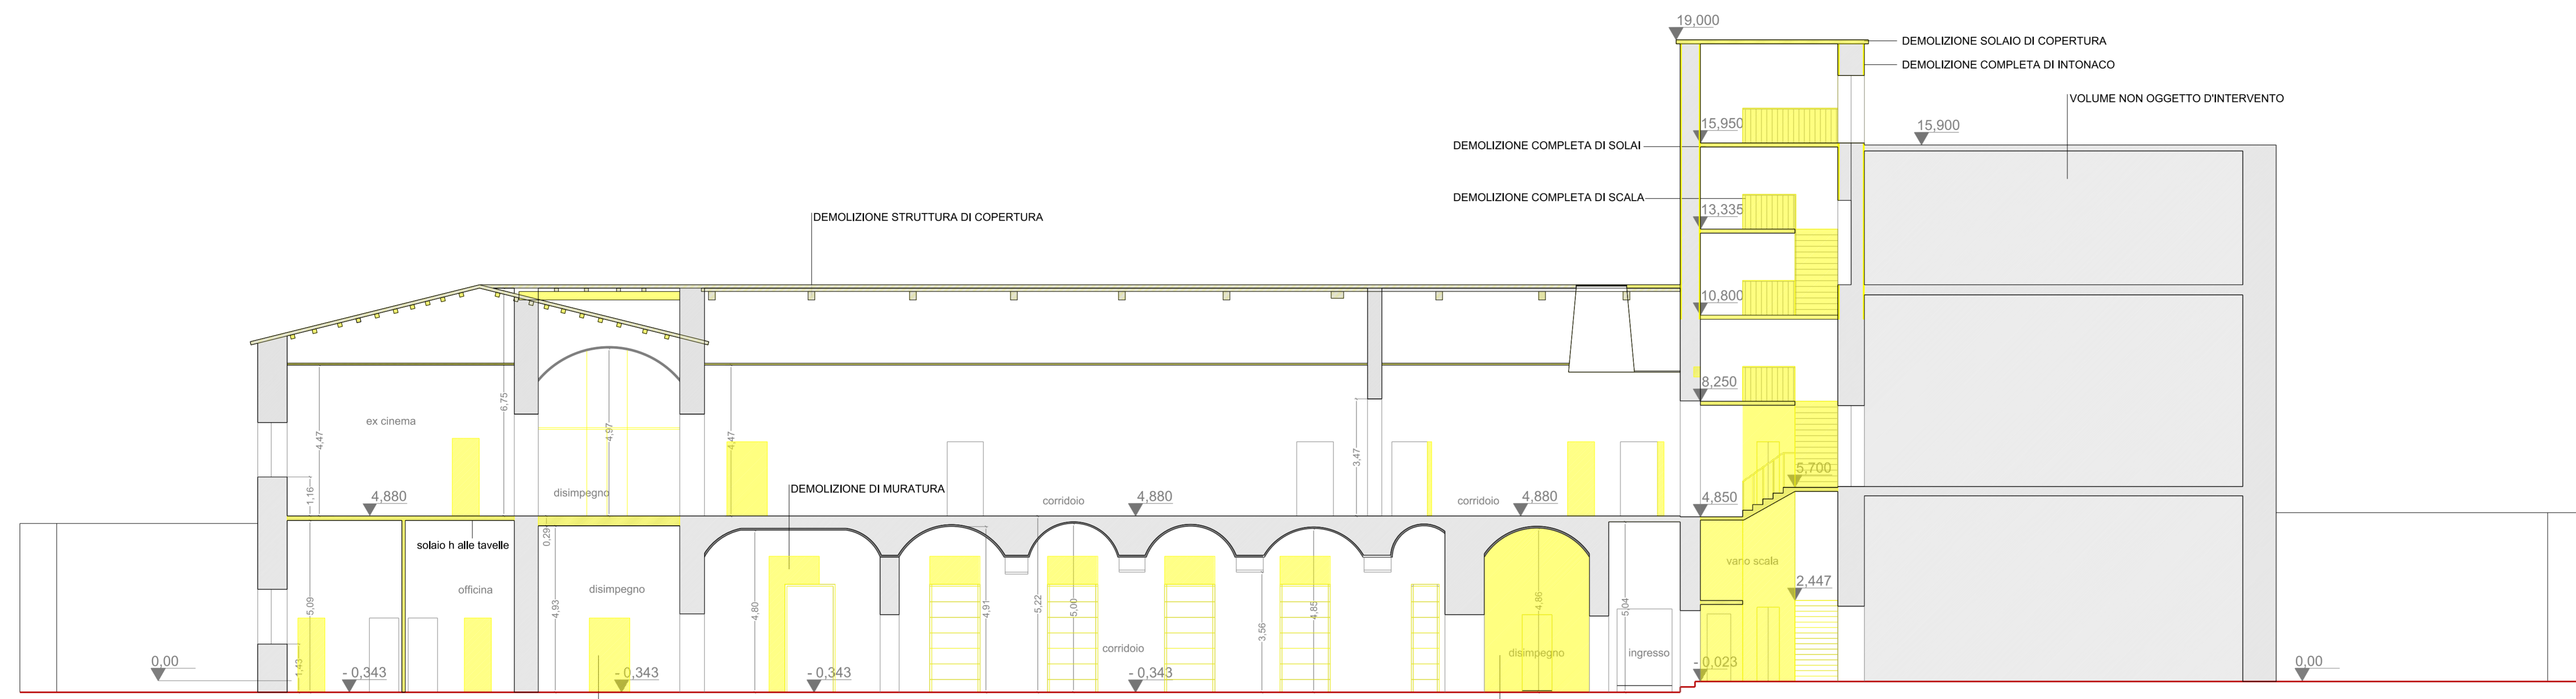 19,000
DEMOLIZIONE SOLAIO DI COPERTURA
DEMOLIZIONE COMPLETA DI INTONACO
VOLUME NON OGGETTO D'INTERVENTO
15,950
15,900
DEMOLIZIONE COMPLETA DI SOLAI
DEMOLIZIONE COMPLETA DI SCALA
13,335
DEMOLIZIONE STRUTTURA DI COPERTURA
10,800
8,250
6,75
4,97
4,47
4,47
3,47
ex cinema
1,16
disimpegno
DEMOLIZIONE DI MURATURA
corridoio
corridoio
5,700
4,880
4,880
4,880
4,850
0,29
solaio h alle tavelle
officina
disimpegno
5,09
4,93
4,80
4,91
5,22
5,00
3,56
4,85
4,86
5,04
vano scala
2,447
corridoio
disimpegno
ingresso
0,00
1,43
- 0,343
- 0,343
- 0,343
- 0,343
- 0,023
0,00